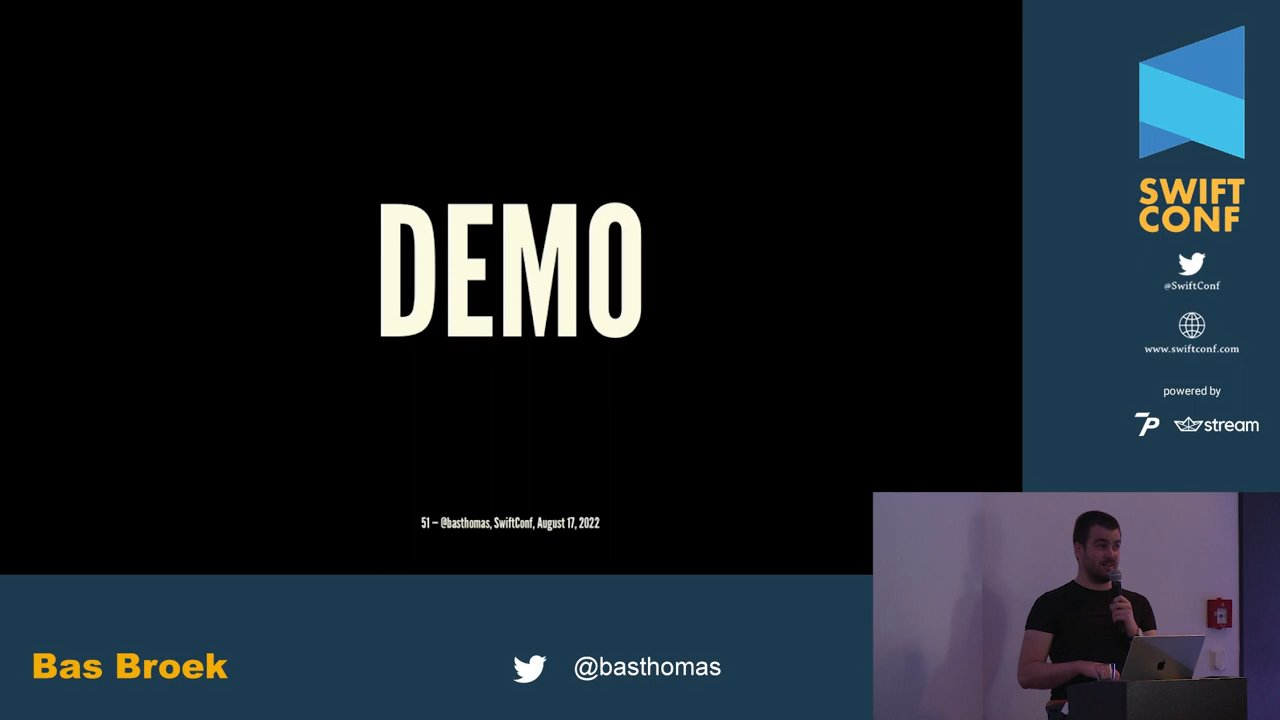 DEMO
51 — @basthomas, SwiftConf, August 17, 2022
SWIFT
CONF
@SwiftConf
www.swiftconf.com
powered by
7P
stream
Bas Broek
@basthomas